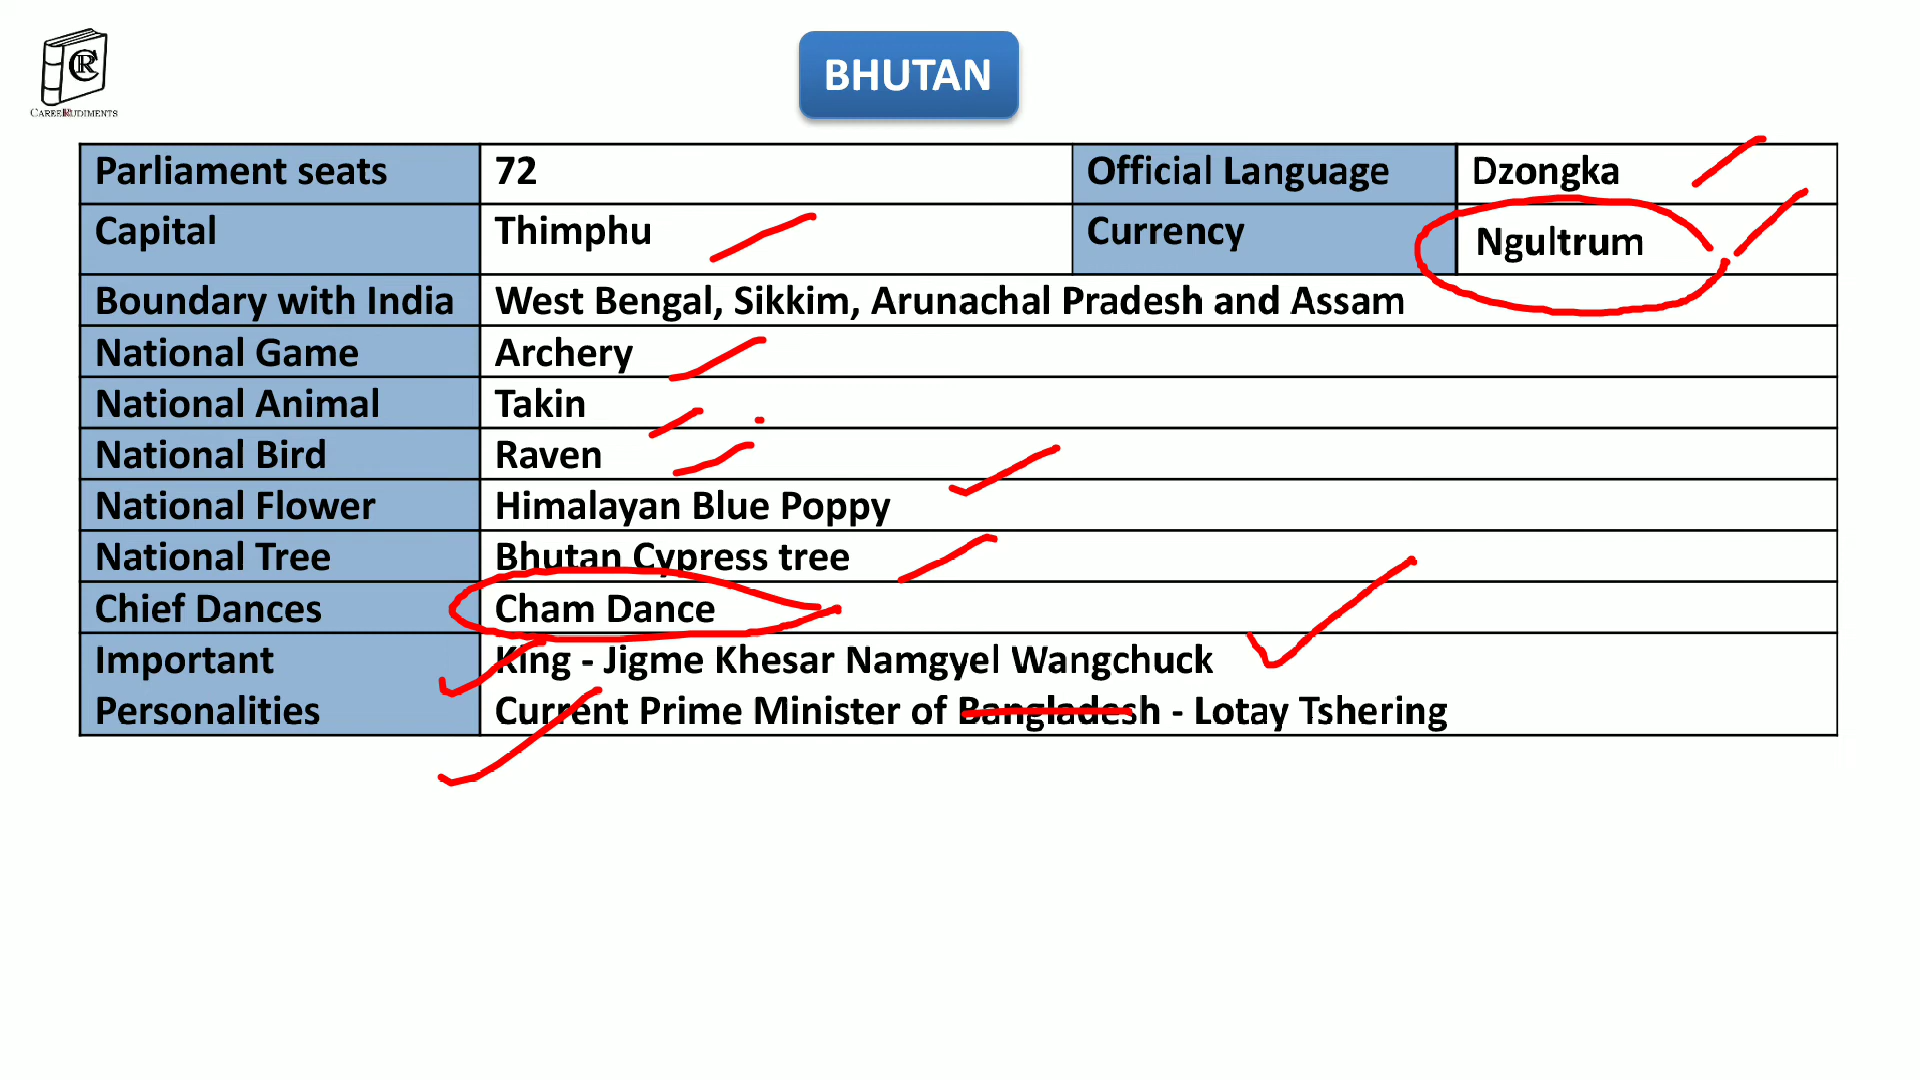 CR
CAREERUDIMENTS
BHUTAN
Parliament seats 72 Official Language Dzongka
Capital Thimphu Currency Ngultrum
Boundary with India West Bengal, Sikkim, Arunachal Pradesh and Assam
National Game Archery
National Animal Takin
National Bird Raven
National Flower Himalayan Blue Poppy
National Tree Bhutan Cypress tree
Chief Dances Cham Dance
Important King - Jigme Khesar Namgyel Wangchuck
Personalities Current Prime Minister of Bangladesh - Lotay Tshering